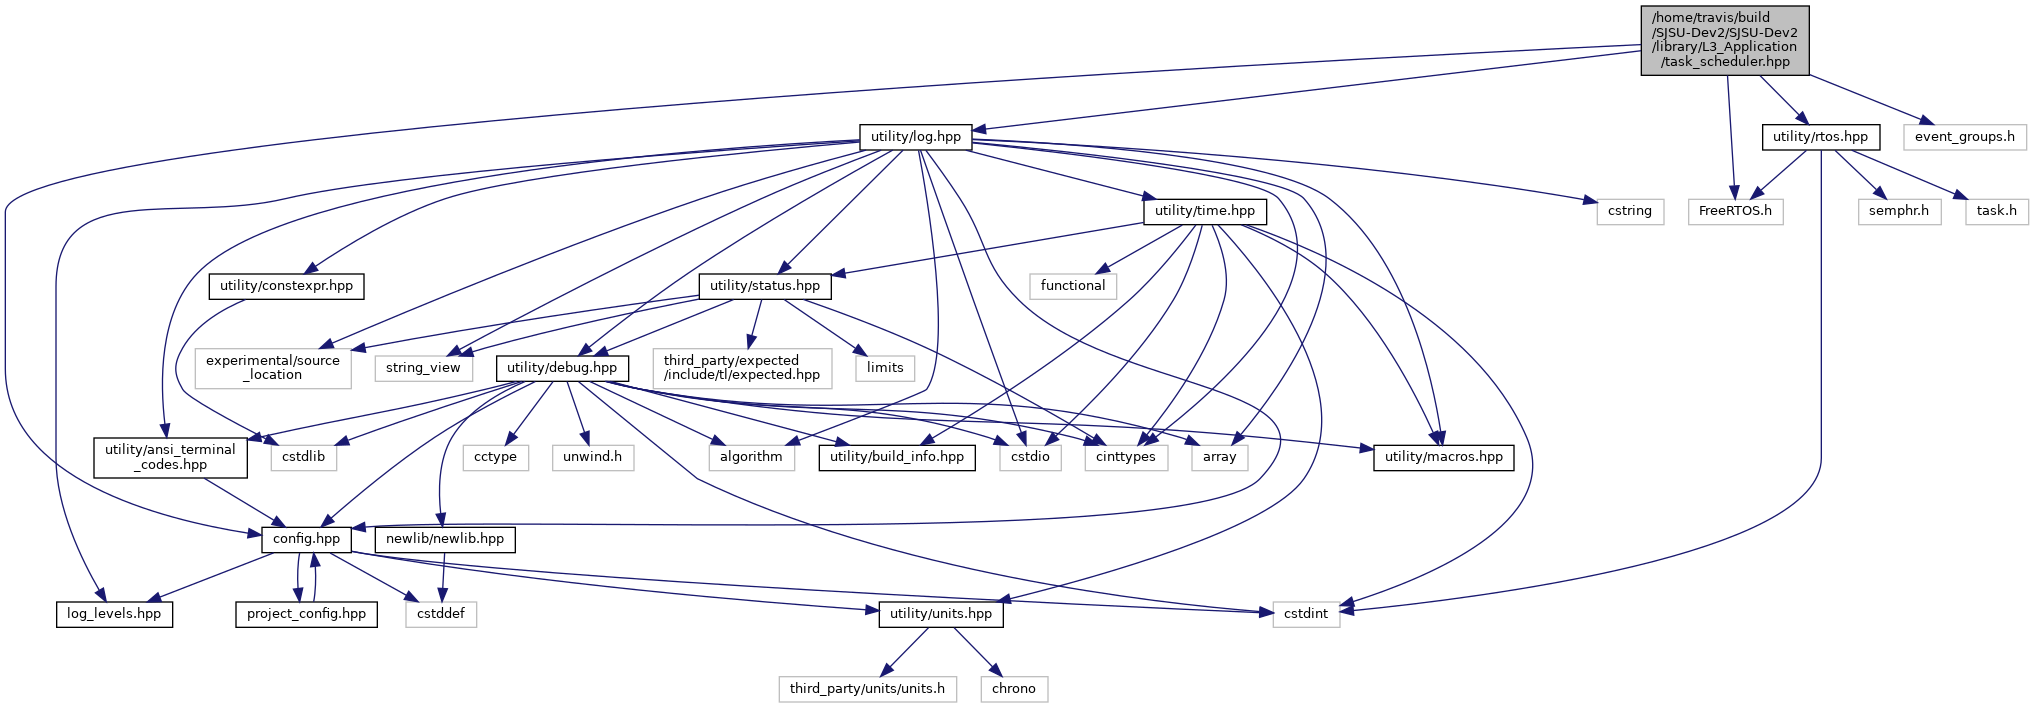 /home/travis/build
/SJSU-Dev2/SJSU-Dev2
/library/L3_Application
/task_scheduler.hpp
utility/log.hpp
utility/rtos.hpp
event_groups.h
utility/time.hpp
cstring
FreeRTOS.h
semphr.h
task.h
utility/constexpr.hpp
utility/status.hpp
functional
experimental/source
_location
string_view
utility/debug.hpp
third_party/expected
/include/tl/expected.hpp
limits
utility/ansi_terminal
_codes.hpp
cstdlib
cctype
unwind.h
algorithm
utility/build_info.hpp
cstdio
cinttypes
array
utility/macros.hpp
config.hpp
newlib/newlib.hpp
log_levels.hpp
project_config.hpp
cstddef
utility/units.hpp
cstdint
third_party/units/units.h
chrono